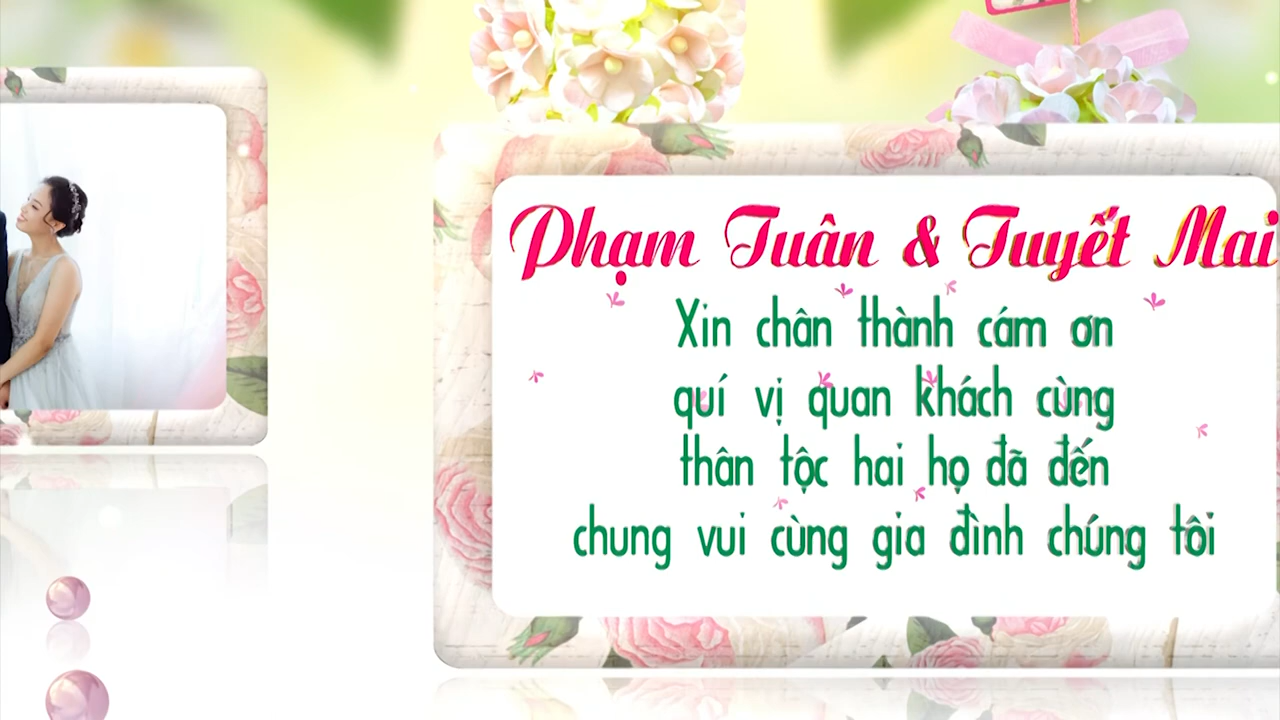 Phạm Tuân & Tuyết Mai
Xin chân thành cám ơn
quí vị quan khách cùng
thân tộc hai họ đã đến
chung vui cùng gia đình chúng tôi